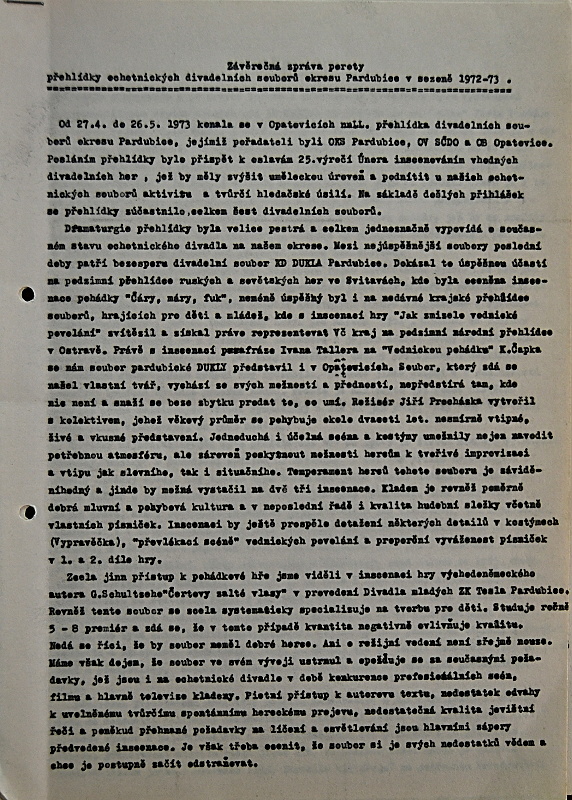 Závěrečná zpráva poroty
přehlídky ochotnických divadelních souborů okresu Pardubice v sezoně 1972-73 .
Od 27.4. do 26.5. 1973 konala se v Opatovicích n.L. přehlídka divadelních sou-
berů okresu Pardubice, jejímiž pořadateli byli OKS Pardubice, OV SČDO a OB Opatovice.
Posláním přehlídky bylo přispět k oslavám 25.výročí Února inscenováním vhodných
divadelních her , jež by měly zvýšit uměleckou úroveň a podnítit u našich ochot-
nických souborů aktivitu a tvůrčí hledačské úsilí. Na základě došlých přihlášek
se přehlídky súčastnilo celkem šest divadelních souborů.
Dramaturgie přehlídky byla velice pestrá a celkem jednoznačně vypovídá o součas-
ném stavu ochotnického divadla na našem okrese. Mezi nejúspěšnější soubory poslední
doby patří bezesporu divadelní soubor KD DUKLA Pardubice. Dokázal to úspěšnou účastí
na podzimní přehlídce ruských a sovětských her ve Svitavách, kde byla oceněna insce-
nace pohádky "Čáry, máry, fuk", neméně úspěšný byl i na nedávné krajské přehlídce
souborů, hrajících pro děti a mládež, kde s inscenací hry "Jak zmizelo vodnické
povolání" zvítězil a získal právo reprezentovat Vč kraj na podzimní národní přehlídce
v Ostravě. Právě s inscenací parafráze Ivana Tallera na "Vodnickou pohádku" K.Čapka
se nám soubor pardubické DUKLY představil i v Opatovicích. Soubor, který zdá se
našel vlastní tvář, vychází ze svých možností a předností, nepředstírá tam, kde
nic není a snaží se beze zbytku prodat to, co umí. Režisér Jiří Procházka vytvořil
s kolektivem, jehož věkový průměr se pohybuje okolo dvaceti let. nesmírně vtipné,
živé a vkusné představení. Jednoduchá i účelná scéna a kostýmy umožnily nejen navodit
potřebnou atmosféru, ale zároveň poskytnout možnosti hercům k tvořivé improvizaci
a vtipu jak slovního, tak i situačního. Temperament herců tohoto souboru je závidě-
níhodný a jinde by možná vystačil na dvě tři inscenace. Kladem je rovněž poměrně
dobrá mluvní a pohybová kultura a v neposlední řadě i kvalita hudební složky včetně
vlastních písniček. Inscenaci by ještě prospělo dotažení některých detailů v kostýmech
(Vypravěčka), "převlékací scéně" vodnických povolání a propornění vyváženost písniček
v 1. a 2. díle hry.
Zcela jinn přístup k pohádkové hře jsme viděli v inscenaci hry východoněmeckého
autora G.Schultzeho"Čertovy zalté vlasy" v provedení Divadla mladých ZK Tesla Pardubice.
Rovněž tento soubor se zcela systematicky specializuje na tvorbu pro děti. Studuje ročně
5 - 8 premiér a zdá se, že v tomto případě kvantita negativně ovlivňuje kvalitu.
Nedá se říci, že by soubor neměl dobré herce. Ani o režijní vedení není zřejmě nouze.
Máme však dojem, že soubor ve svém vývoji ustrnul a opožďuje se za současnými poža-
davky, jež jsou i na ochotnické divadlo v době konkurence profesionálních scén,
filmu a hlavně televize kladeny. Pietní přístup k autorovu textu, nedostatek odvahy
k uvolněnému tvůrčímu spontánnímu hereckému projevu, nedostatečná kvalita jevištní
řeči a poněkud přehnané požadavky na líčení a osvětlování jsou hlavními zápory
předvedené inscenace. Je však třeba ocenit, že soubor si je svých nedostatků vědom a
chce je postupně začít odstraňovat.